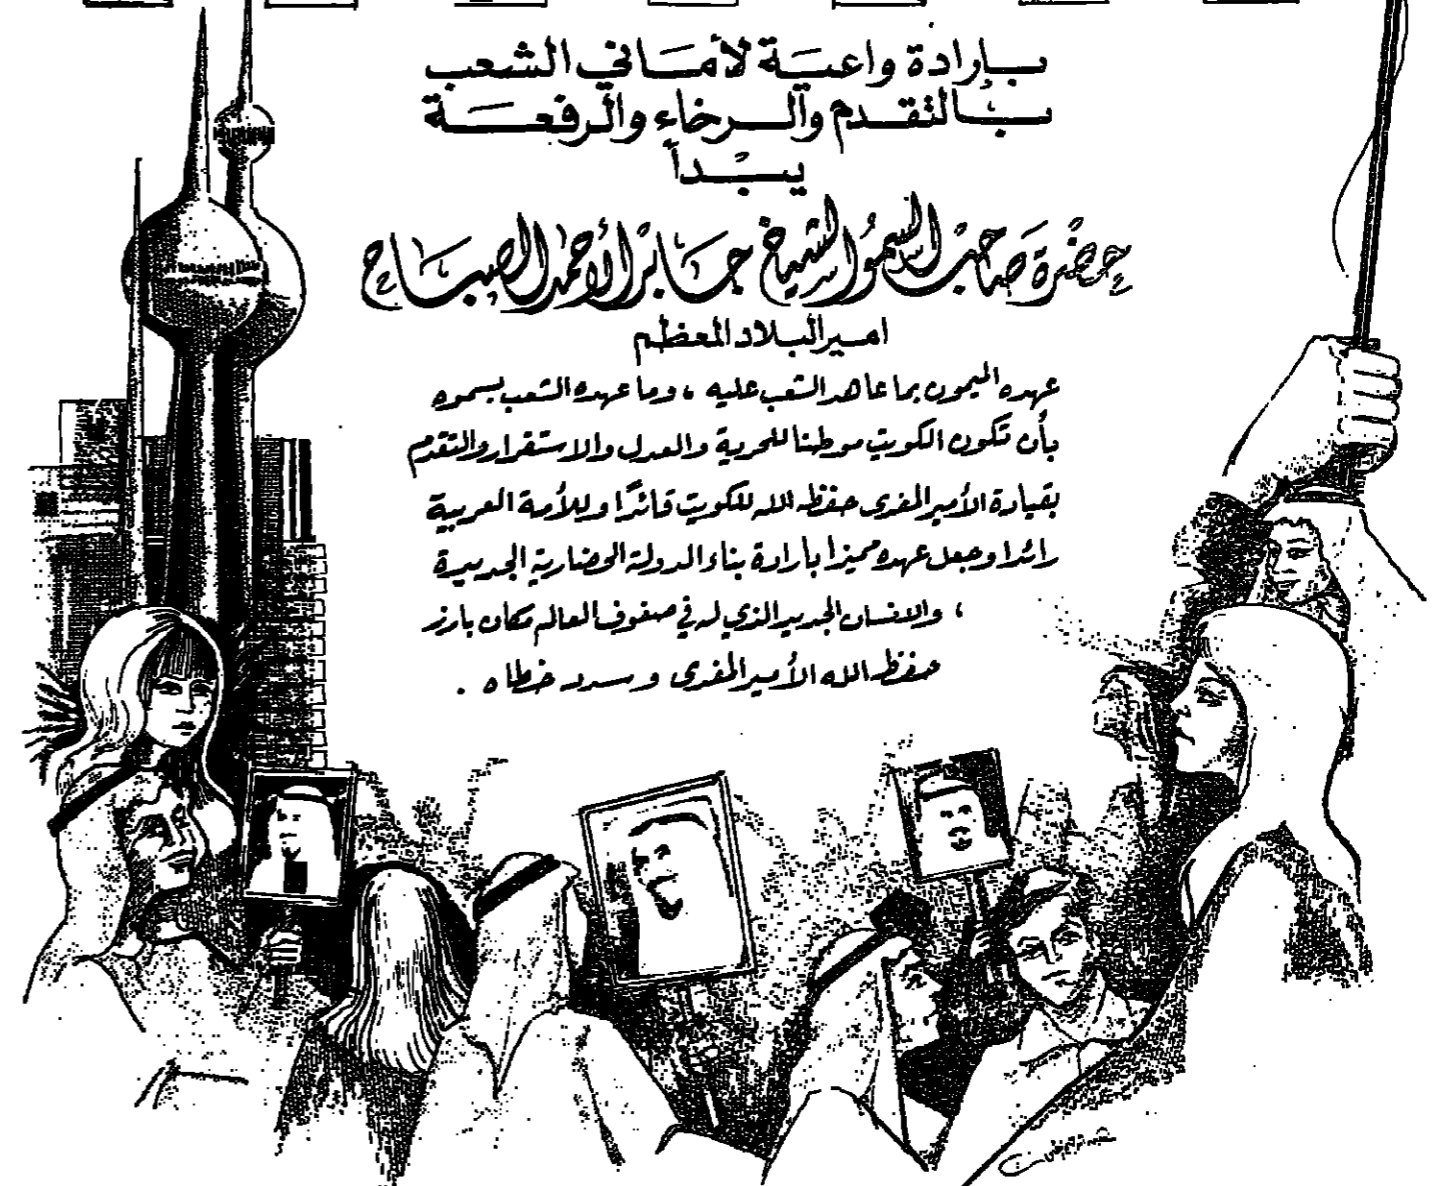 بإرادة واعية لأماني الشعب
بالتقدم والرخاء والرفعة
يبدأ
حضرة صاحب السمو الشيخ جابر الأحمد الصباح
امير البلاد المعظم
عهده الميمون بما عاهد الشعب عليه ، وما عهده الشعب بسموه
بأن تكون الكويت موطنا للحرية والعدل والاستقرار والتقدم
بقيادة الأمير المفدى حفظه الله للكويت قائدًا وللأمة العربية
رائدا وجعل عهده مميزا بارادة بناء الدولة الحضارية الجديدة
، والانسان الجديد الذي له في صفوف العالم مكان بارز
حفظ الله الأمير المفدى وسدد خطاه .